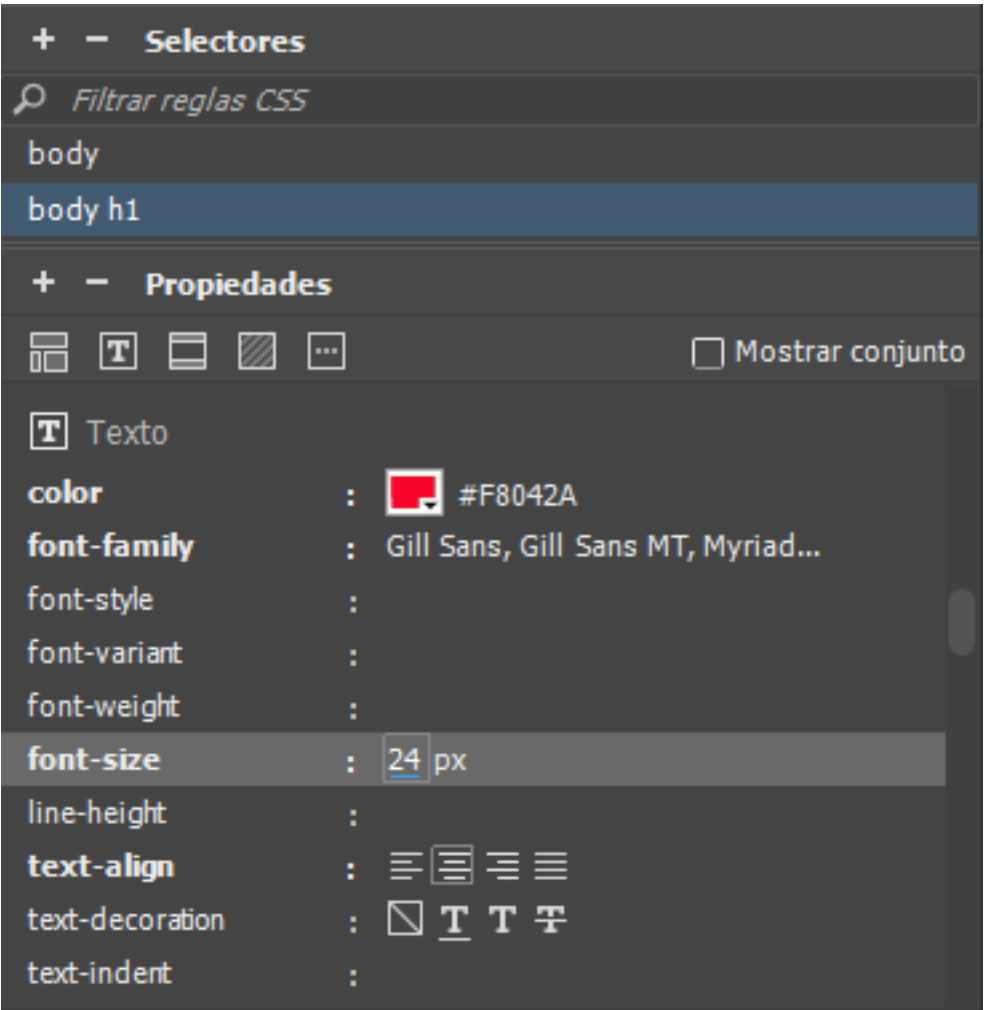 + - Selectores
Filtrar reglas CSS
body
body h1
+ - Propiedades
T ... Mostrar conjunto
T Texto
color : #F8042A
font-family : Gill Sans, Gill Sans MT, Myriad...
font-style :
font-variant :
font-weight :
font-size : 24 px
line-height :
text-align :
text-decoration : T T T
text-indent :